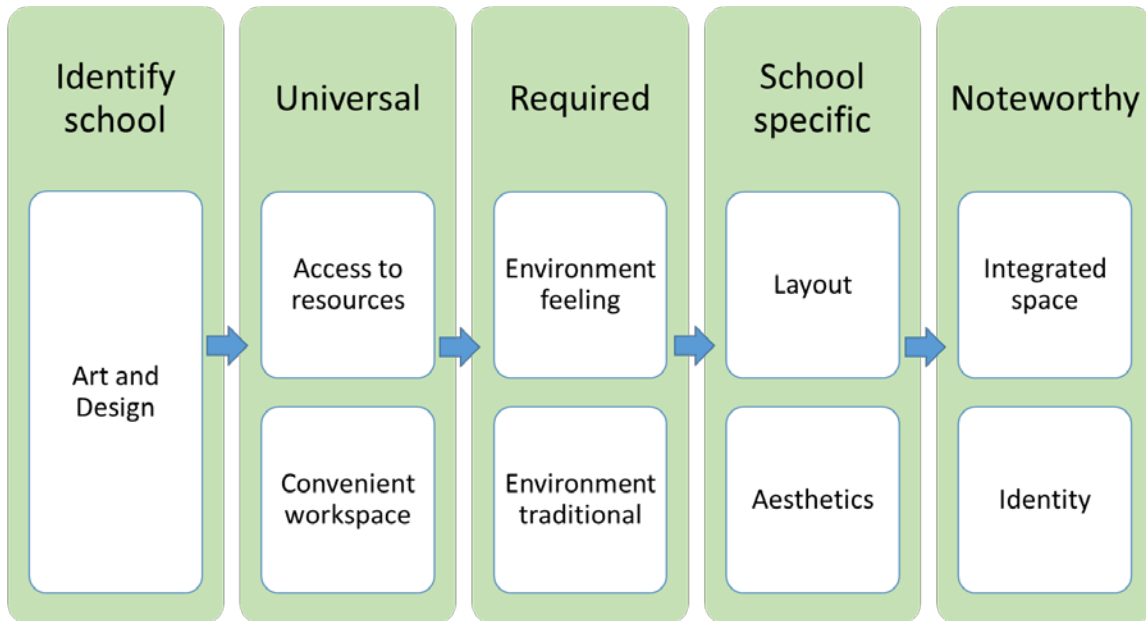 Identify
school
Art and
Design
Universal
Access to
resources
Convenient
workspace
Required
Environment
feeling
Environment
traditional
School
specific
Layout
Aesthetics
Noteworthy
Integrated
space
Identity